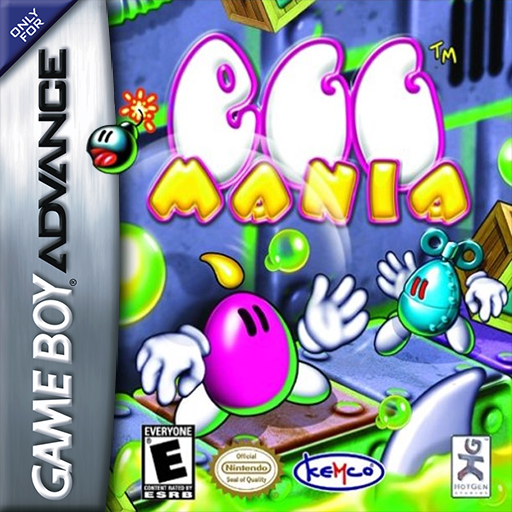 ONLY
FOR
GAME BOY ADVANCE
EGG
TM
MANIA
EVERYONE
E
CONTENT RATED BY
ESRB
Official
Nintendo
Seal of Quality
KEMCO
HG
HOTGEN
STUDIOS